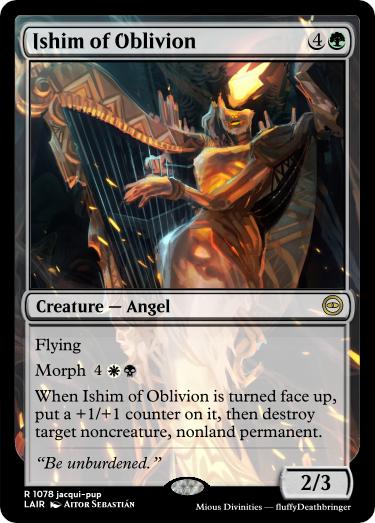 Ishim of Oblivion 4
Creature — Angel
Flying
Morph 4
When Ishim of Oblivion is turned face up,
put a +1/+1 counter on it, then destroy
target noncreature, nonland permanent.
“Be unburdened.”
2/3
R 1078 jacqui-pup
LAIR Aitor Sebastián
Mious Divinities — fluffyDeathbringer